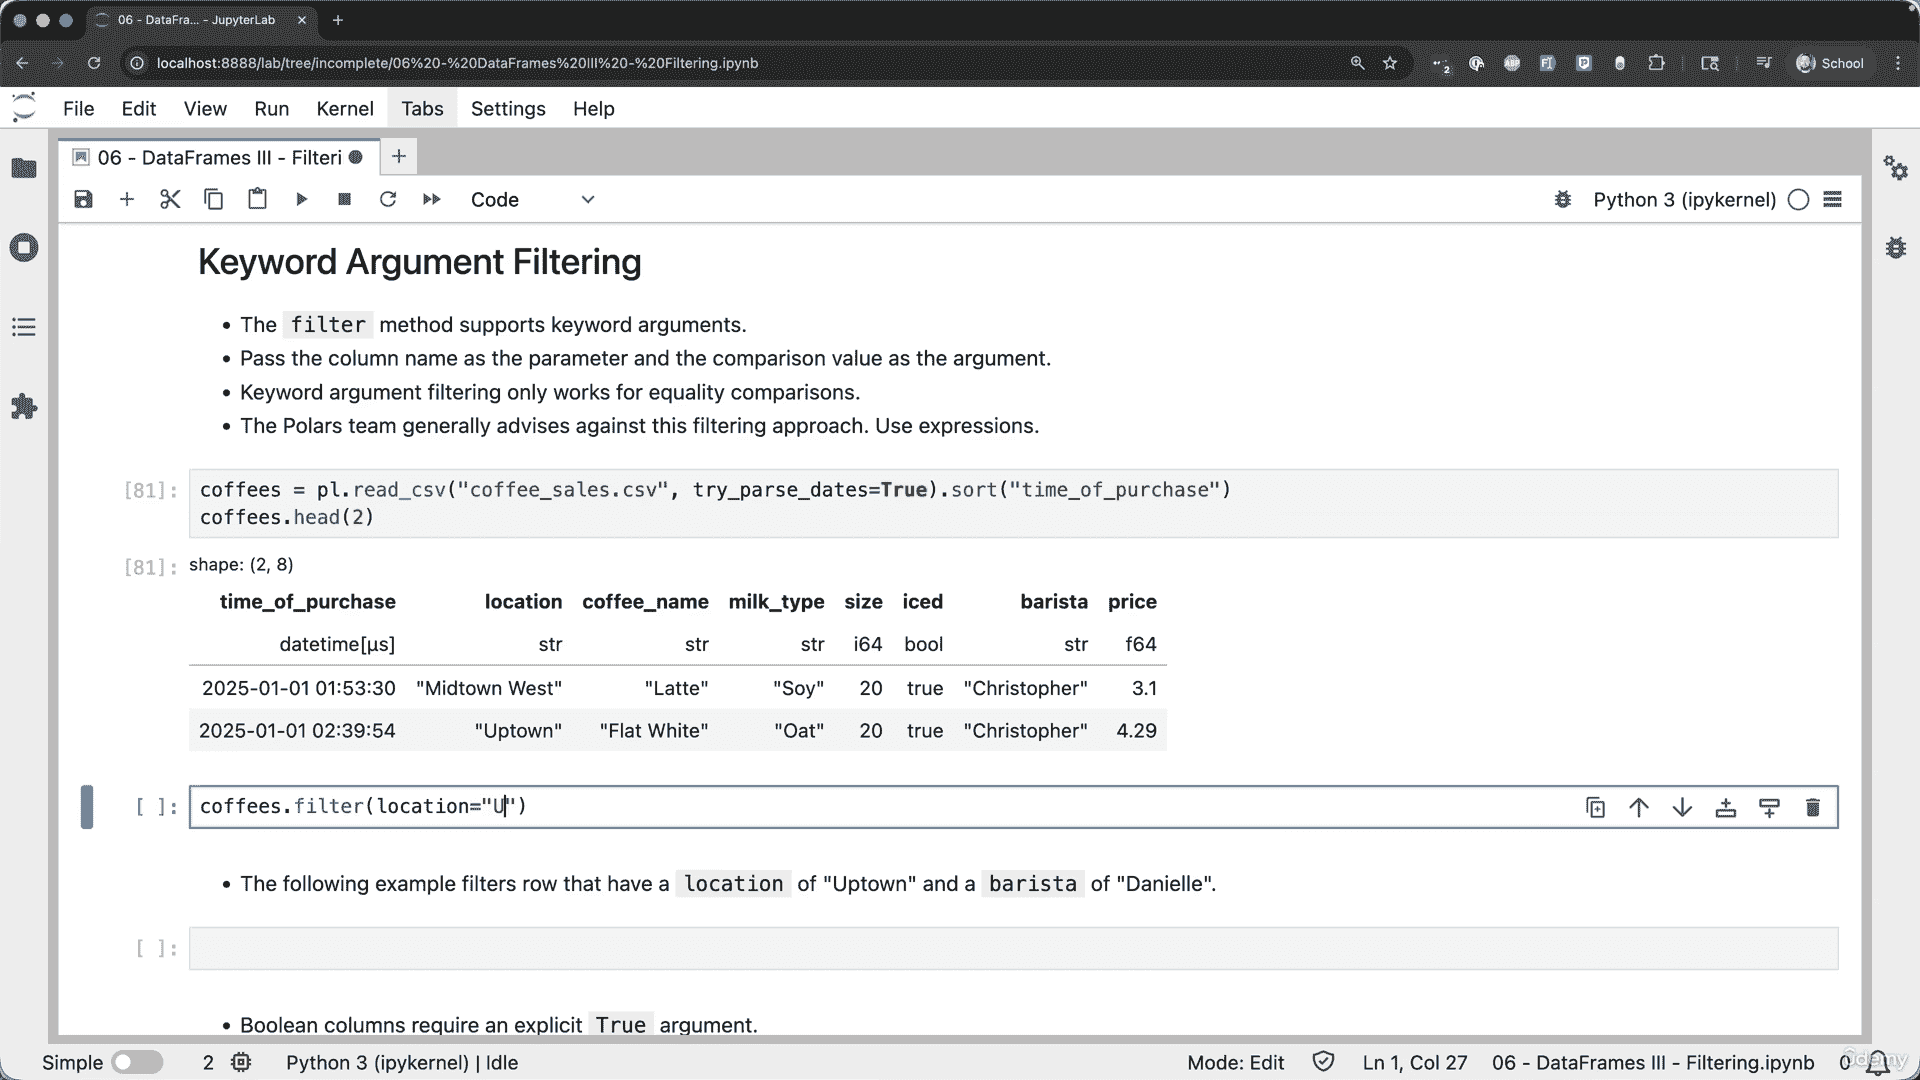 06 - DataFra... - JupyterLab
localhost:8888/lab/tree/incomplete/06%20-%20DataFrames%20III%20-%20Filtering.ipynb
2
ABP
School
File Edit View Run Kernel Tabs Settings Help
06 - DataFrames III - Filteri
Code
Python 3 (ipykernel)
Keyword Argument Filtering
• The filter method supports keyword arguments.
• Pass the column name as the parameter and the comparison value as the argument.
• Keyword argument filtering only works for equality comparisons.
• The Polars team generally advises against this filtering approach. Use expressions.
[81]: coffees = pl.read_csv("coffee_sales.csv", try_parse_dates=True).sort("time_of_purchase")
coffees.head(2)
[81]: shape: (2, 8)
time_of_purchase location coffee_name milk_type size iced barista price
datetime[μs] str str str i64 bool str f64
2025-01-01 01:53:30 "Midtown West" "Latte" "Soy" 20 true "Christopher" 3.1
2025-01-01 02:39:54 "Uptown" "Flat White" "Oat" 20 true "Christopher" 4.29
[ ]: coffees.filter(location="U")
• The following example filters row that have a location of "Uptown" and a barista of "Danielle".
[ ]:
• Boolean columns require an explicit True argument.
Simple 2 Python 3 (ipykernel) | Idle Mode: Edit Ln 1, Col 27 06 - DataFrames III - Filtering.ipynb 0
udemy